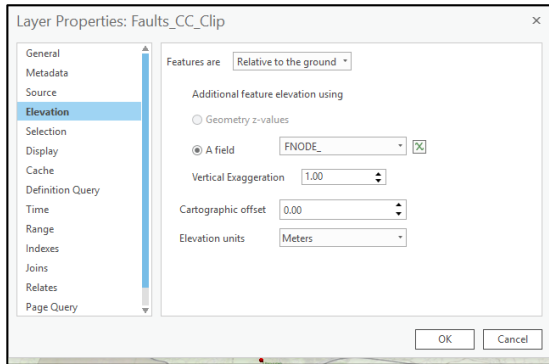 Layer Properties: Faults_CC_Clip
General
Metadata
Source
Elevation
Selection
Display
Cache
Definition Query
Time
Range
Indexes
Joins
Relates
Page Query
Features are Relative to the ground
Additional feature elevation using
Geometry z-values
A field FNODE_
Vertical Exaggeration 1.00
Cartographic offset 0.00
Elevation units Meters
OK Cancel